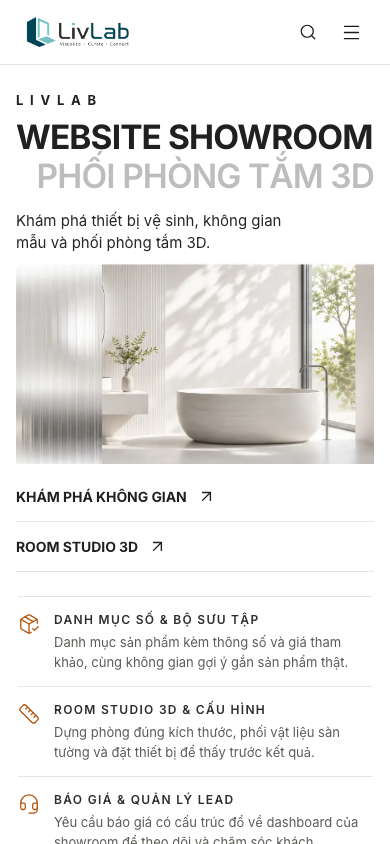 LivLab
Visualize • Curate • Connect
LIVLAB
WEBSITE SHOWROOM
PHỐI PHÒNG TẮM 3D
Khám phá thiết bị vệ sinh, không gian
mẫu và phối phòng tắm 3D.
KHÁM PHÁ KHÔNG GIAN
ROOM STUDIO 3D
DANH MỤC SỐ & BỘ SƯU TẬP
Danh mục sản phẩm kèm thông số và giá tham
khảo, cùng không gian gợi ý gắn sản phẩm thật.
ROOM STUDIO 3D & CẤU HÌNH
Dựng phòng đúng kích thước, phối vật liệu sàn
tường và đặt thiết bị để thấy trước kết quả.
BÁO GIÁ & QUẢN LÝ LEAD
Yêu cầu báo giá có cấu trúc đổ về dashboard của
showroom để theo dõi và chăm sóc khách